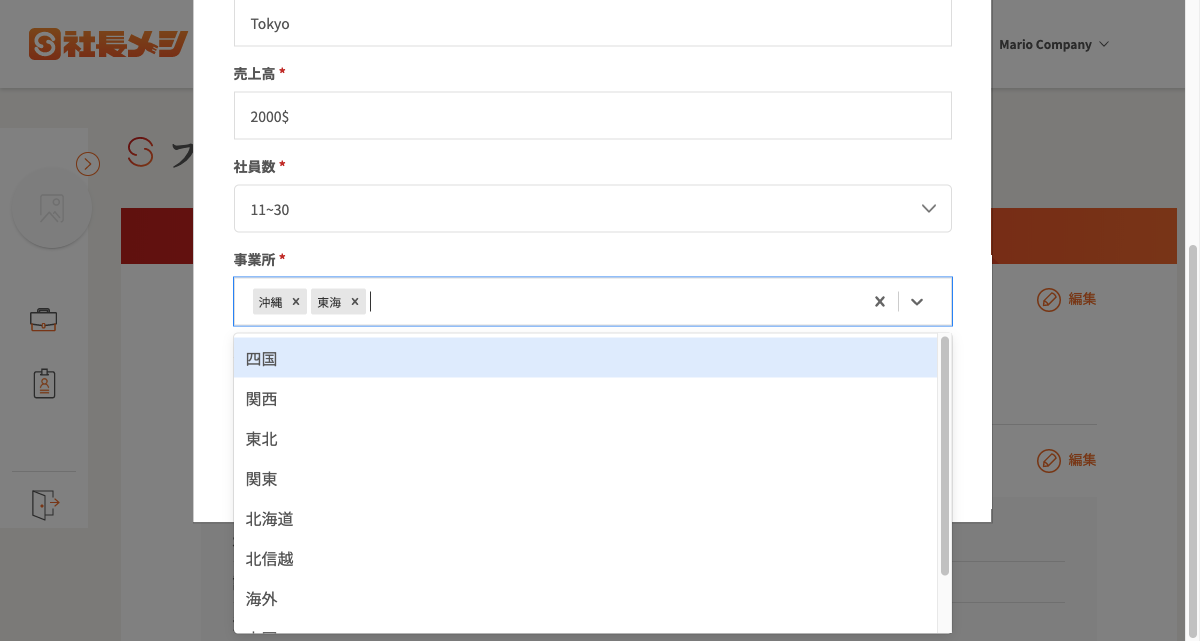 社長メシ
Mario Company
Tokyo
売上高 *
2000$
社員数 *
11~30
事業所 *
沖縄 × 東海 ×
四国
関西
東北
関東
北海道
北信越
海外
編集
編集